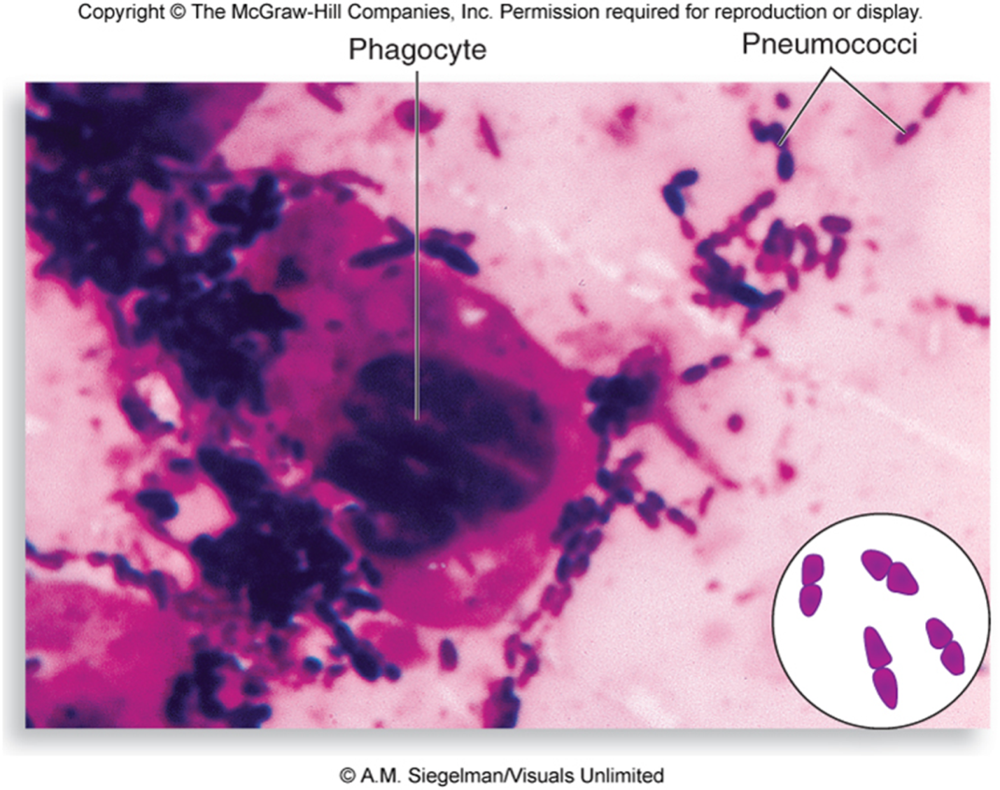 Copyright © The McGraw-Hill Companies, Inc. Permission required for reproduction or display.
Phagocyte
Pneumococci
© A.M. Siegelman/Visuals Unlimited